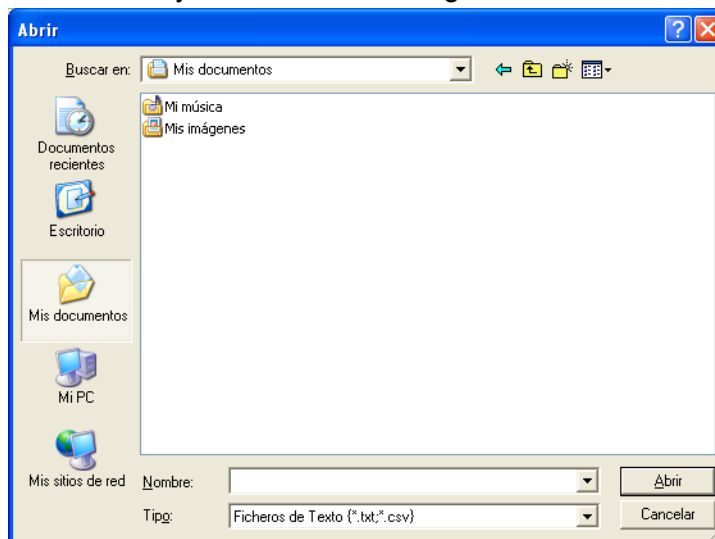 Abrir
Buscar en:
Mis documentos
Mi música
Mis imágenes
Documentos
recientes
Escritorio
Mis documentos
Mi PC
Mis sitios de red
Nombre:
Abrir
Tipo:
Ficheros de Texto {*.txt;*.csv}
Cancelar